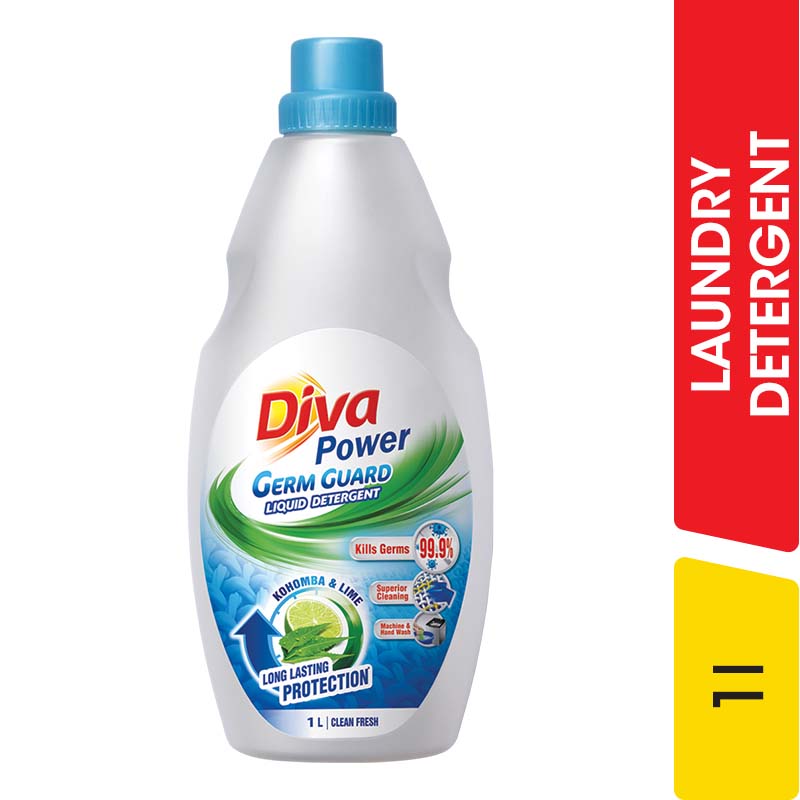 Diva
Power
GERM GUARD
LIQUID DETERGENT
Kills Germs 99.9%
Superior
Cleaning
Machine &
Hand Wash
KOHOMBA & LIME
LONG LASTING
PROTECTION
1 L | CLEAN FRESH
LAUNDRY
DETERGENT
1l